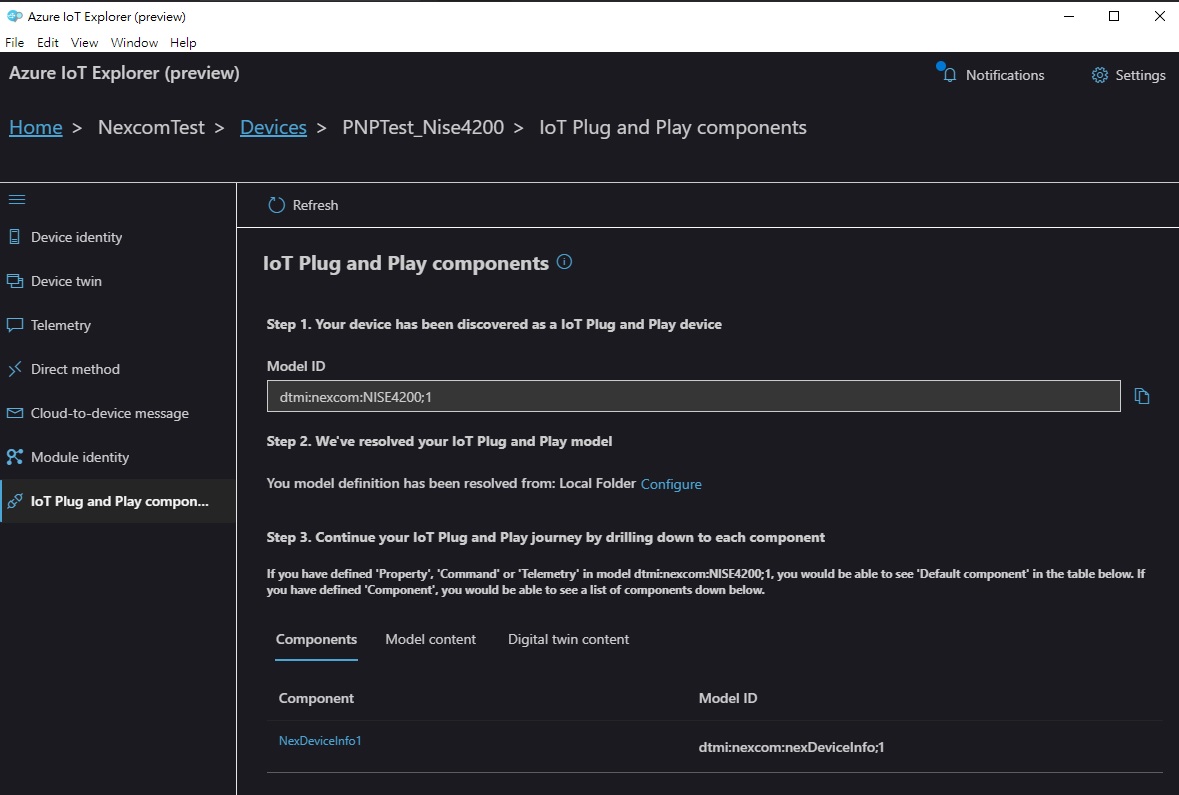 Azure IoT Explorer (preview)
File Edit View Window Help
Azure IoT Explorer (preview)
Notifications
Settings
Home > NexcomTest > Devices > PNPTest_Nise4200 > IoT Plug and Play components
Refresh
Device identity
Device twin
Telemetry
Direct method
Cloud-to-device message
Module identity
IoT Plug and Play compon...
IoT Plug and Play components
Step 1. Your device has been discovered as a IoT Plug and Play device
Model ID
dtmi:nexcom:NISE4200;1
Step 2. We've resolved your IoT Plug and Play model
You model definition has been resolved from: Local Folder Configure
Step 3. Continue your IoT Plug and Play journey by drilling down to each component
If you have defined 'Property', 'Command' or 'Telemetry' in model dtmi:nexcom:NISE4200;1, you would be able to see 'Default component' in the table below. If
you have defined 'Component', you would be able to see a list of components down below.
Components Model content Digital twin content
Component Model ID
NexDeviceInfo1 dtmi:nexcom:nexDeviceInfo;1